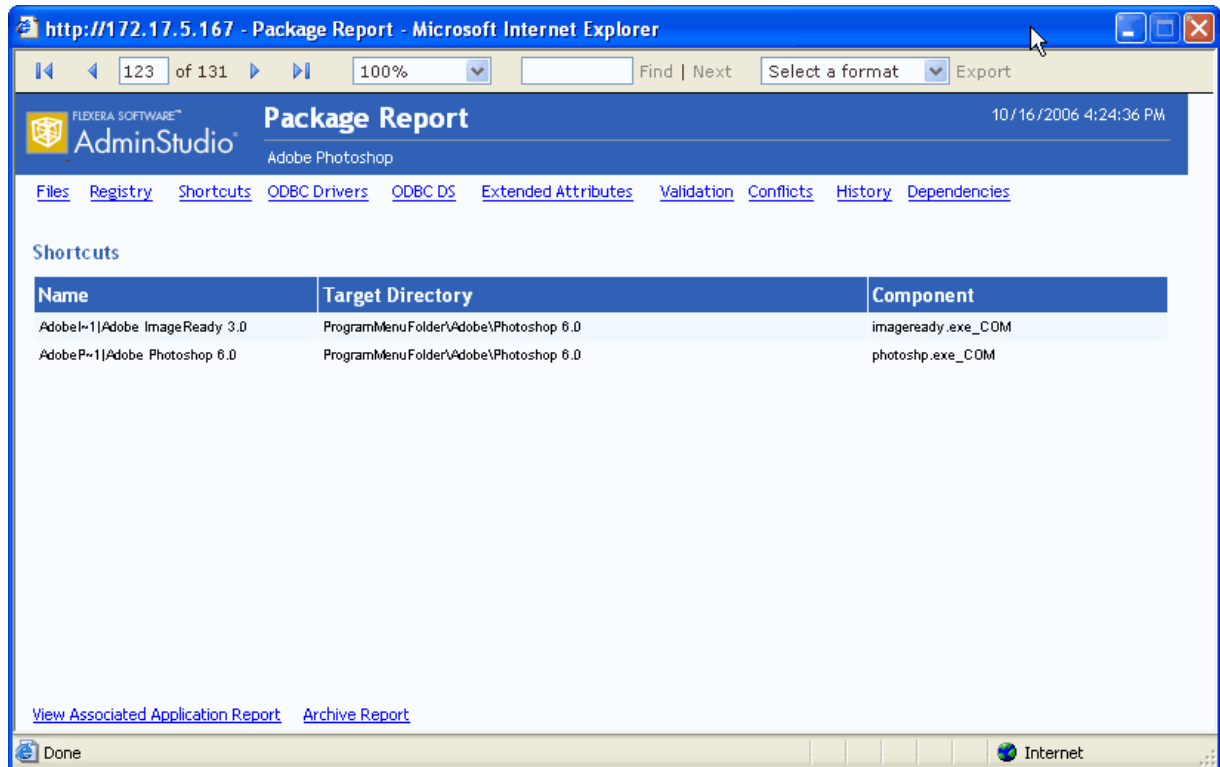 http://172.17.5.167 - Package Report - Microsoft Internet Explorer
123 of 131 100% Find | Next Select a format Export
FLEXERA SOFTWARE™ Package Report 10/16/2006 4:24:36 PM
AdminStudio®
Adobe Photoshop
Files Registry Shortcuts ODBC Drivers ODBC DS Extended Attributes Validation Conflicts History Dependencies
Shortcuts
Name Target Directory Component
AdobeI~1|Adobe ImageReady 3.0 ProgramMenuFolder\Adobe\Photoshop 6.0 imageready.exe_COM
AdobeP~1|Adobe Photoshop 6.0 ProgramMenuFolder\Adobe\Photoshop 6.0 photoshp.exe_COM
View Associated Application Report Archive Report
Done Internet